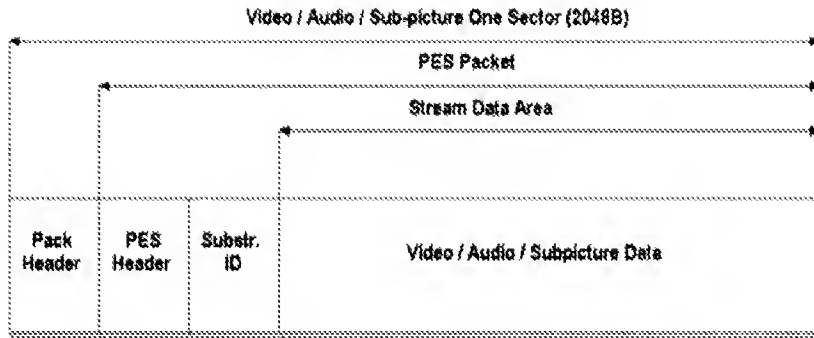 Video / Audio / Sub-picture One Sector (2048B)
PES Packet
Stream Data Area
Pack Header
PES Header
Substr. ID
Video / Audio / Subpicture Data